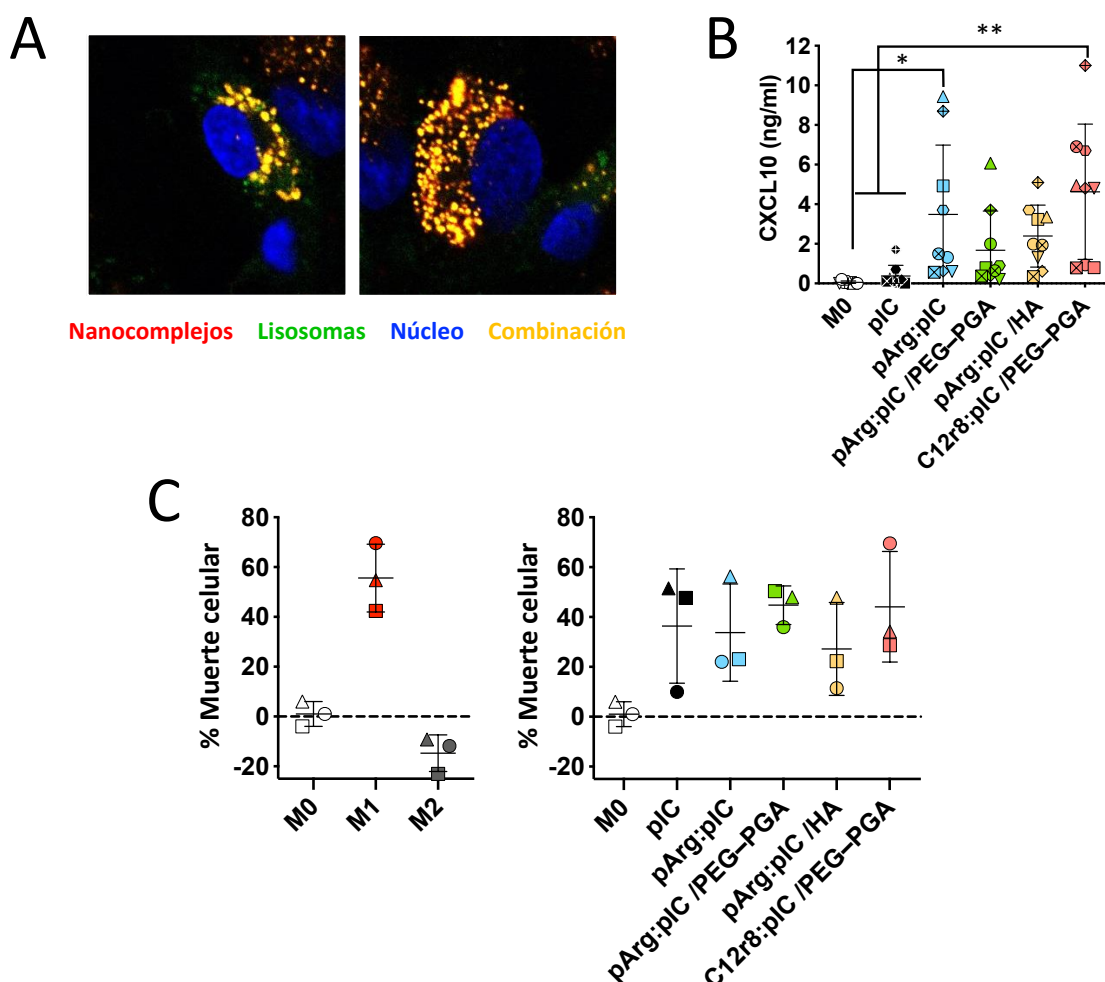 A
Nanocomplejos Lisosomas Núcleo Combinación
B
CXCL10 (ng/ml)
12
10
8
6
4
2
0
* **
M0
pIC
pArg:pIC
pArg:pIC /PEG–PGA
pArg:pIC /HA
C12r8:pIC /PEG–PGA
C
% Muerte celular
80
60
40
20
0
-20
M0
M1
M2
% Muerte celular
80
60
40
20
0
-20
M0
pIC
pArg:pIC
pArg:pIC /PEG–PGA
pArg:pIC /HA
C12r8:pIC /PEG–PGA